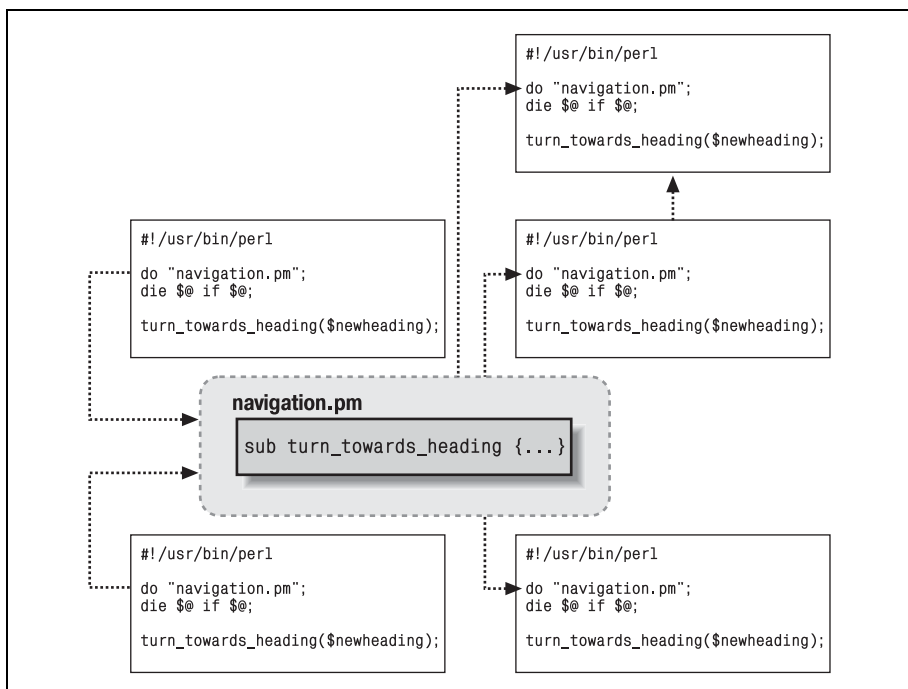 #!/usr/bin/perl
do "navigation.pm";
die $@ if $@;
turn_towards_heading($newheading);
#!/usr/bin/perl
do "navigation.pm";
die $@ if $@;
turn_towards_heading($newheading);
#!/usr/bin/perl
do "navigation.pm";
die $@ if $@;
turn_towards_heading($newheading);
navigation.pm
sub turn_towards_heading {...}
#!/usr/bin/perl
do "navigation.pm";
die $@ if $@;
turn_towards_heading($newheading);
#!/usr/bin/perl
do "navigation.pm";
die $@ if $@;
turn_towards_heading($newheading);